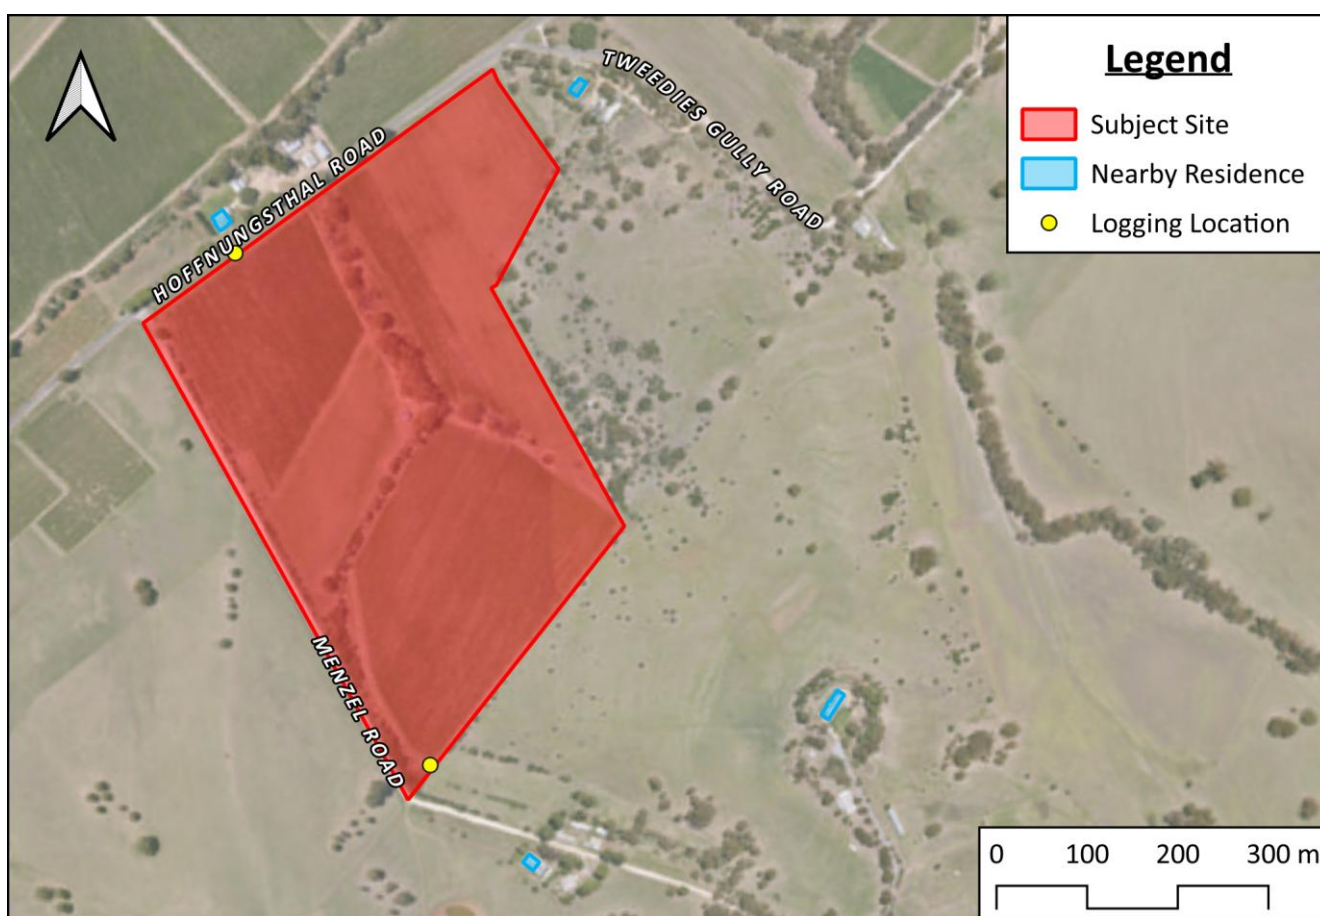 Legend
Subject Site
Nearby Residence
Logging Location
TWEEDIES GULLY ROAD
HOFFNUNGSTHAL ROAD
MENZEL ROAD
0 100 200 300 m